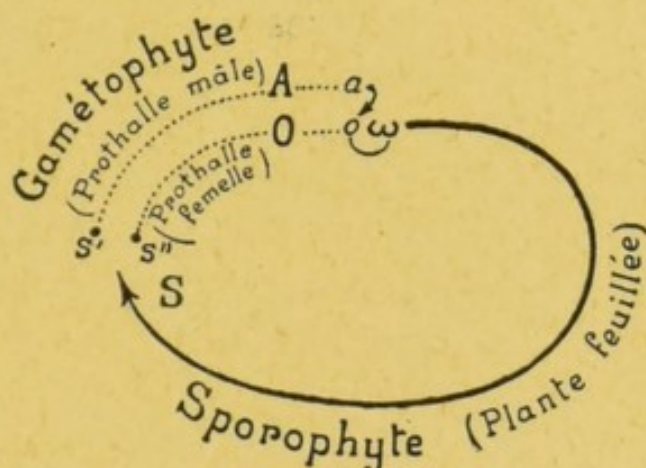 Gamétophyte
(Prothalle mâle)
A a
O o ω
Prothalle
(femelle)
s' s"
S
Sporophyte (Plante feuillée)